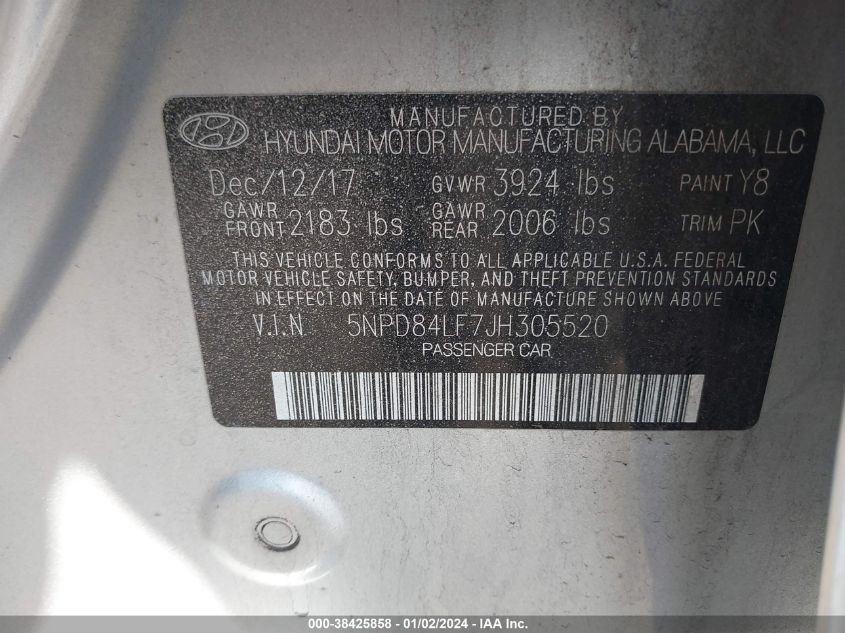 MANUFACTURED BY
HYUNDAI MOTOR MANUFACTURING ALABAMA, LLC
Dec/12/17 GVWR 3924 lbs PAINT Y8
GAWR FRONT 2183 lbs GAWR REAR 2006 lbs TRIM PK
THIS VEHICLE CONFORMS TO ALL APPLICABLE U.S.A. FEDERAL
MOTOR VEHICLE SAFETY, BUMPER, AND THEFT PREVENTION STANDARDS
IN EFFECT ON THE DATE OF MANUFACTURE SHOWN ABOVE
V.I.N 5NPD84LF7JH305520
PASSENGER CAR
000-38425858 - 01/02/2024 - IAA Inc.